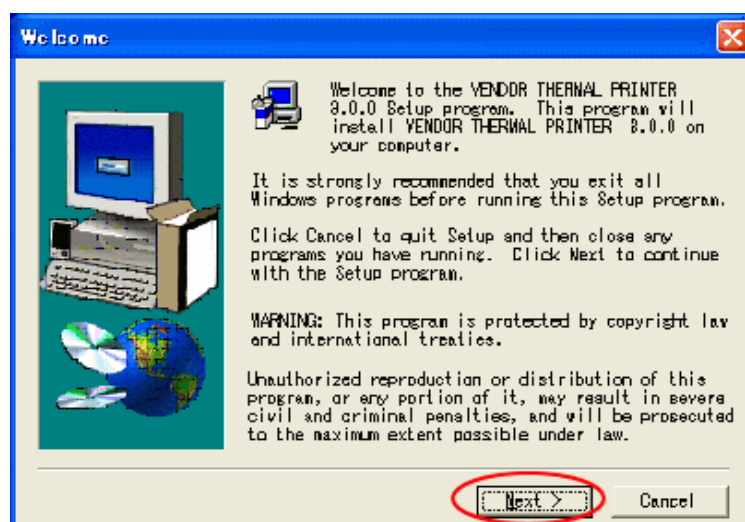 Welcome
Welcome to the VENDOR THERMAL PRINTER
3.0.0 Setup program. This program will
install VENDOR THERMAL PRINTER 3.0.0 on
your computer.
It is strongly recommended that you exit all
Windows programs before running this Setup program.
Click Cancel to quit Setup and then close any
programs you have running. Click Next to continue
with the Setup program.
WARNING: This program is protected by copyright law
and international treaties.
Unauthorized reproduction or distribution of this
program, or any portion of it, may result in severe
civil and criminal penalties, and will be prosecuted
to the maximum extent possible under law.
Next >
Cancel